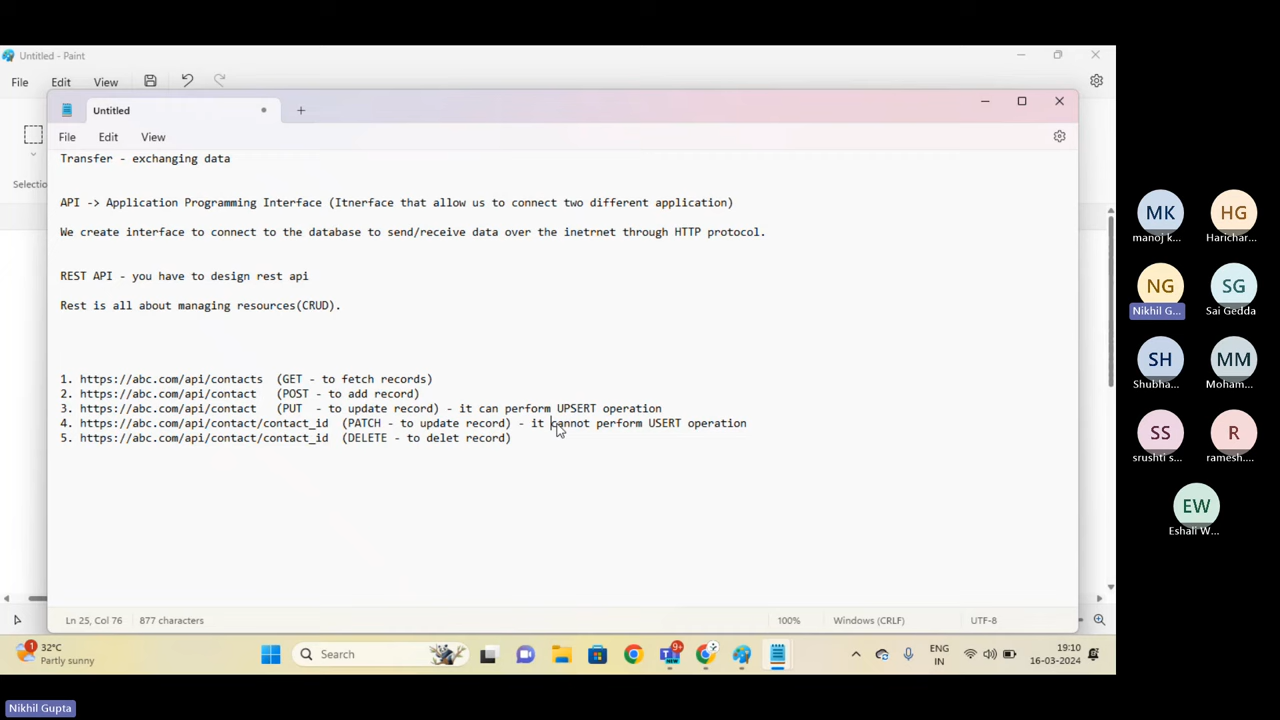 Untitled - Paint
File Edit View
Untitled
File Edit View
Selectio
Transfer - exchanging data
API -> Application Programming Interface (Itnerface that allow us to connect two different application)
We create interface to connect to the database to send/receive data over the inetrnet through HTTP protocol.
REST API - you have to design rest api
Rest is all about managing resources(CRUD).
1. https://abc.com/api/contacts (GET - to fetch records)
2. https://abc.com/api/contact (POST - to add record)
3. https://abc.com/api/contact (PUT - to update record) - it can perform UPSERT operation
4. https://abc.com/api/contact/contact_id (PATCH - to update record) - it cannot perform USERT operation
5. https://abc.com/api/contact/contact_id (DELETE - to delet record)
Ln 25, Col 76 877 characters 100% Windows (CRLF) UTF-8
1 32°C
Partly sunny
Search
NEW 9+
ENG
IN
19:10
16-03-2024
MK
manoj k...
HG
Harichar...
NG
Nikhil G...
SG
Sai Gedda
SH
Shubha...
MM
Moham...
SS
srushti s...
R
ramesh....
EW
Eshali W...
Nikhil Gupta